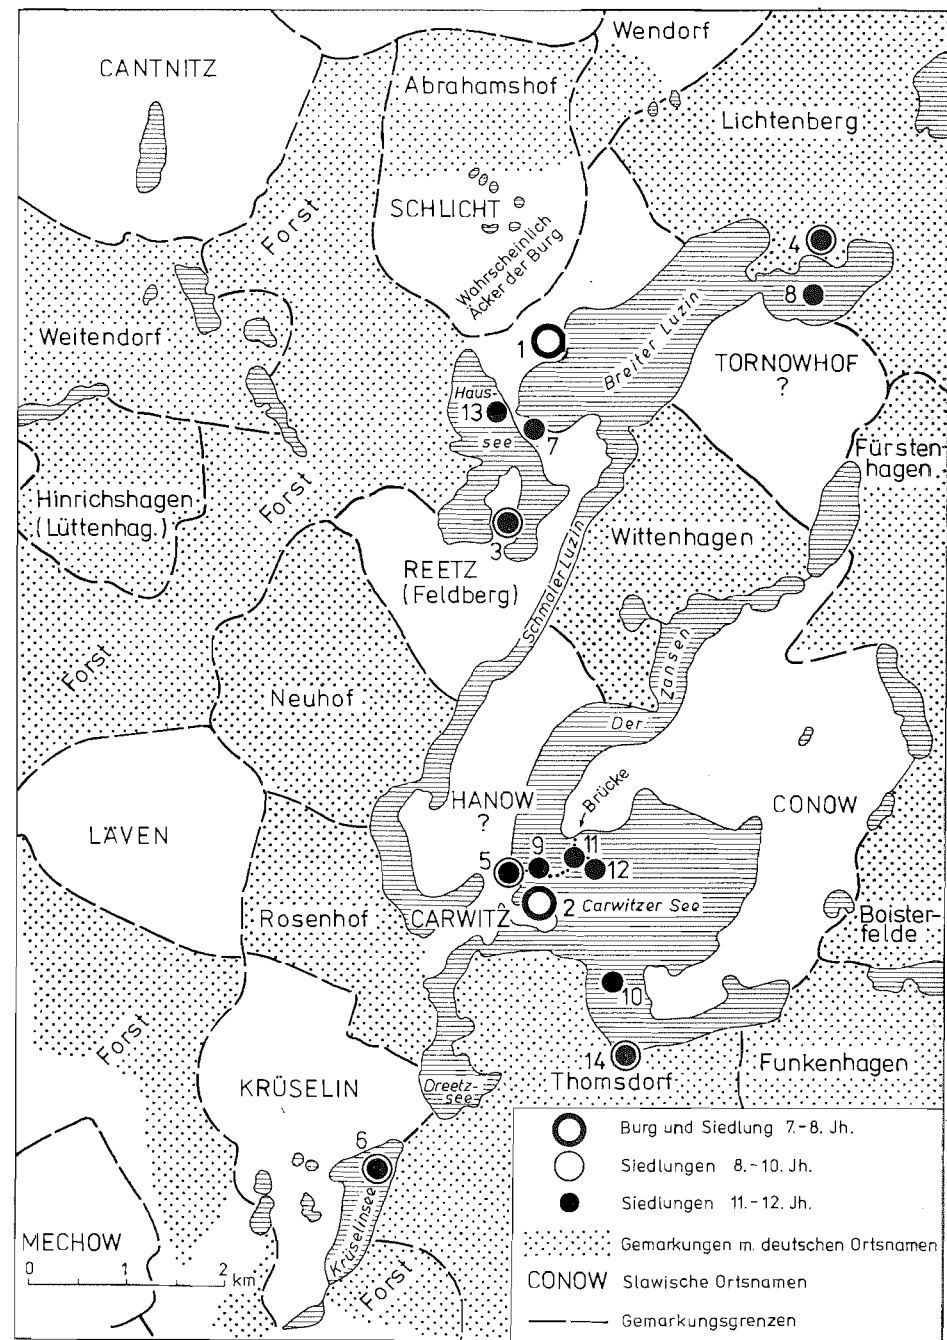 Wendorf
CANTNITZ
Abrahamshof
Lichtenberg
Forst
SCHLICHT
Wahrscheinlich
Äcker der Burg
4
8
Weitendorf
1
Breiter Luzin
TORNOWHOF
?
Haus-
13
see
7
Fürsten-
hagen
Hinrichshagen
(Lüttenhag.)
Forst
3
Wittenhagen
REETZ
(Feldberg)
Schmaler Luzin
Forst
Neuhof
Zansen
Der
Brücke
HANOW
?
CONOW
LÄVEN
5
9
11
12
2
Carwitzer See
Rosenhof
CARWITZ
Boister-
felde
10
Forst
14
Thomsdorf
Funkenhagen
KRÜSELIN
Dreetz-
see
6
Krüselinsee
Forst
MECHOW
0 1 2 km
Burg und Siedlung 7.-8. Jh.
Siedlungen 8.-10. Jh.
Siedlungen 11.-12. Jh.
Gemarkungen m. deutschen Ortsnamen
CONOW Slawische Ortsnamen
Gemarkungsgrenzen